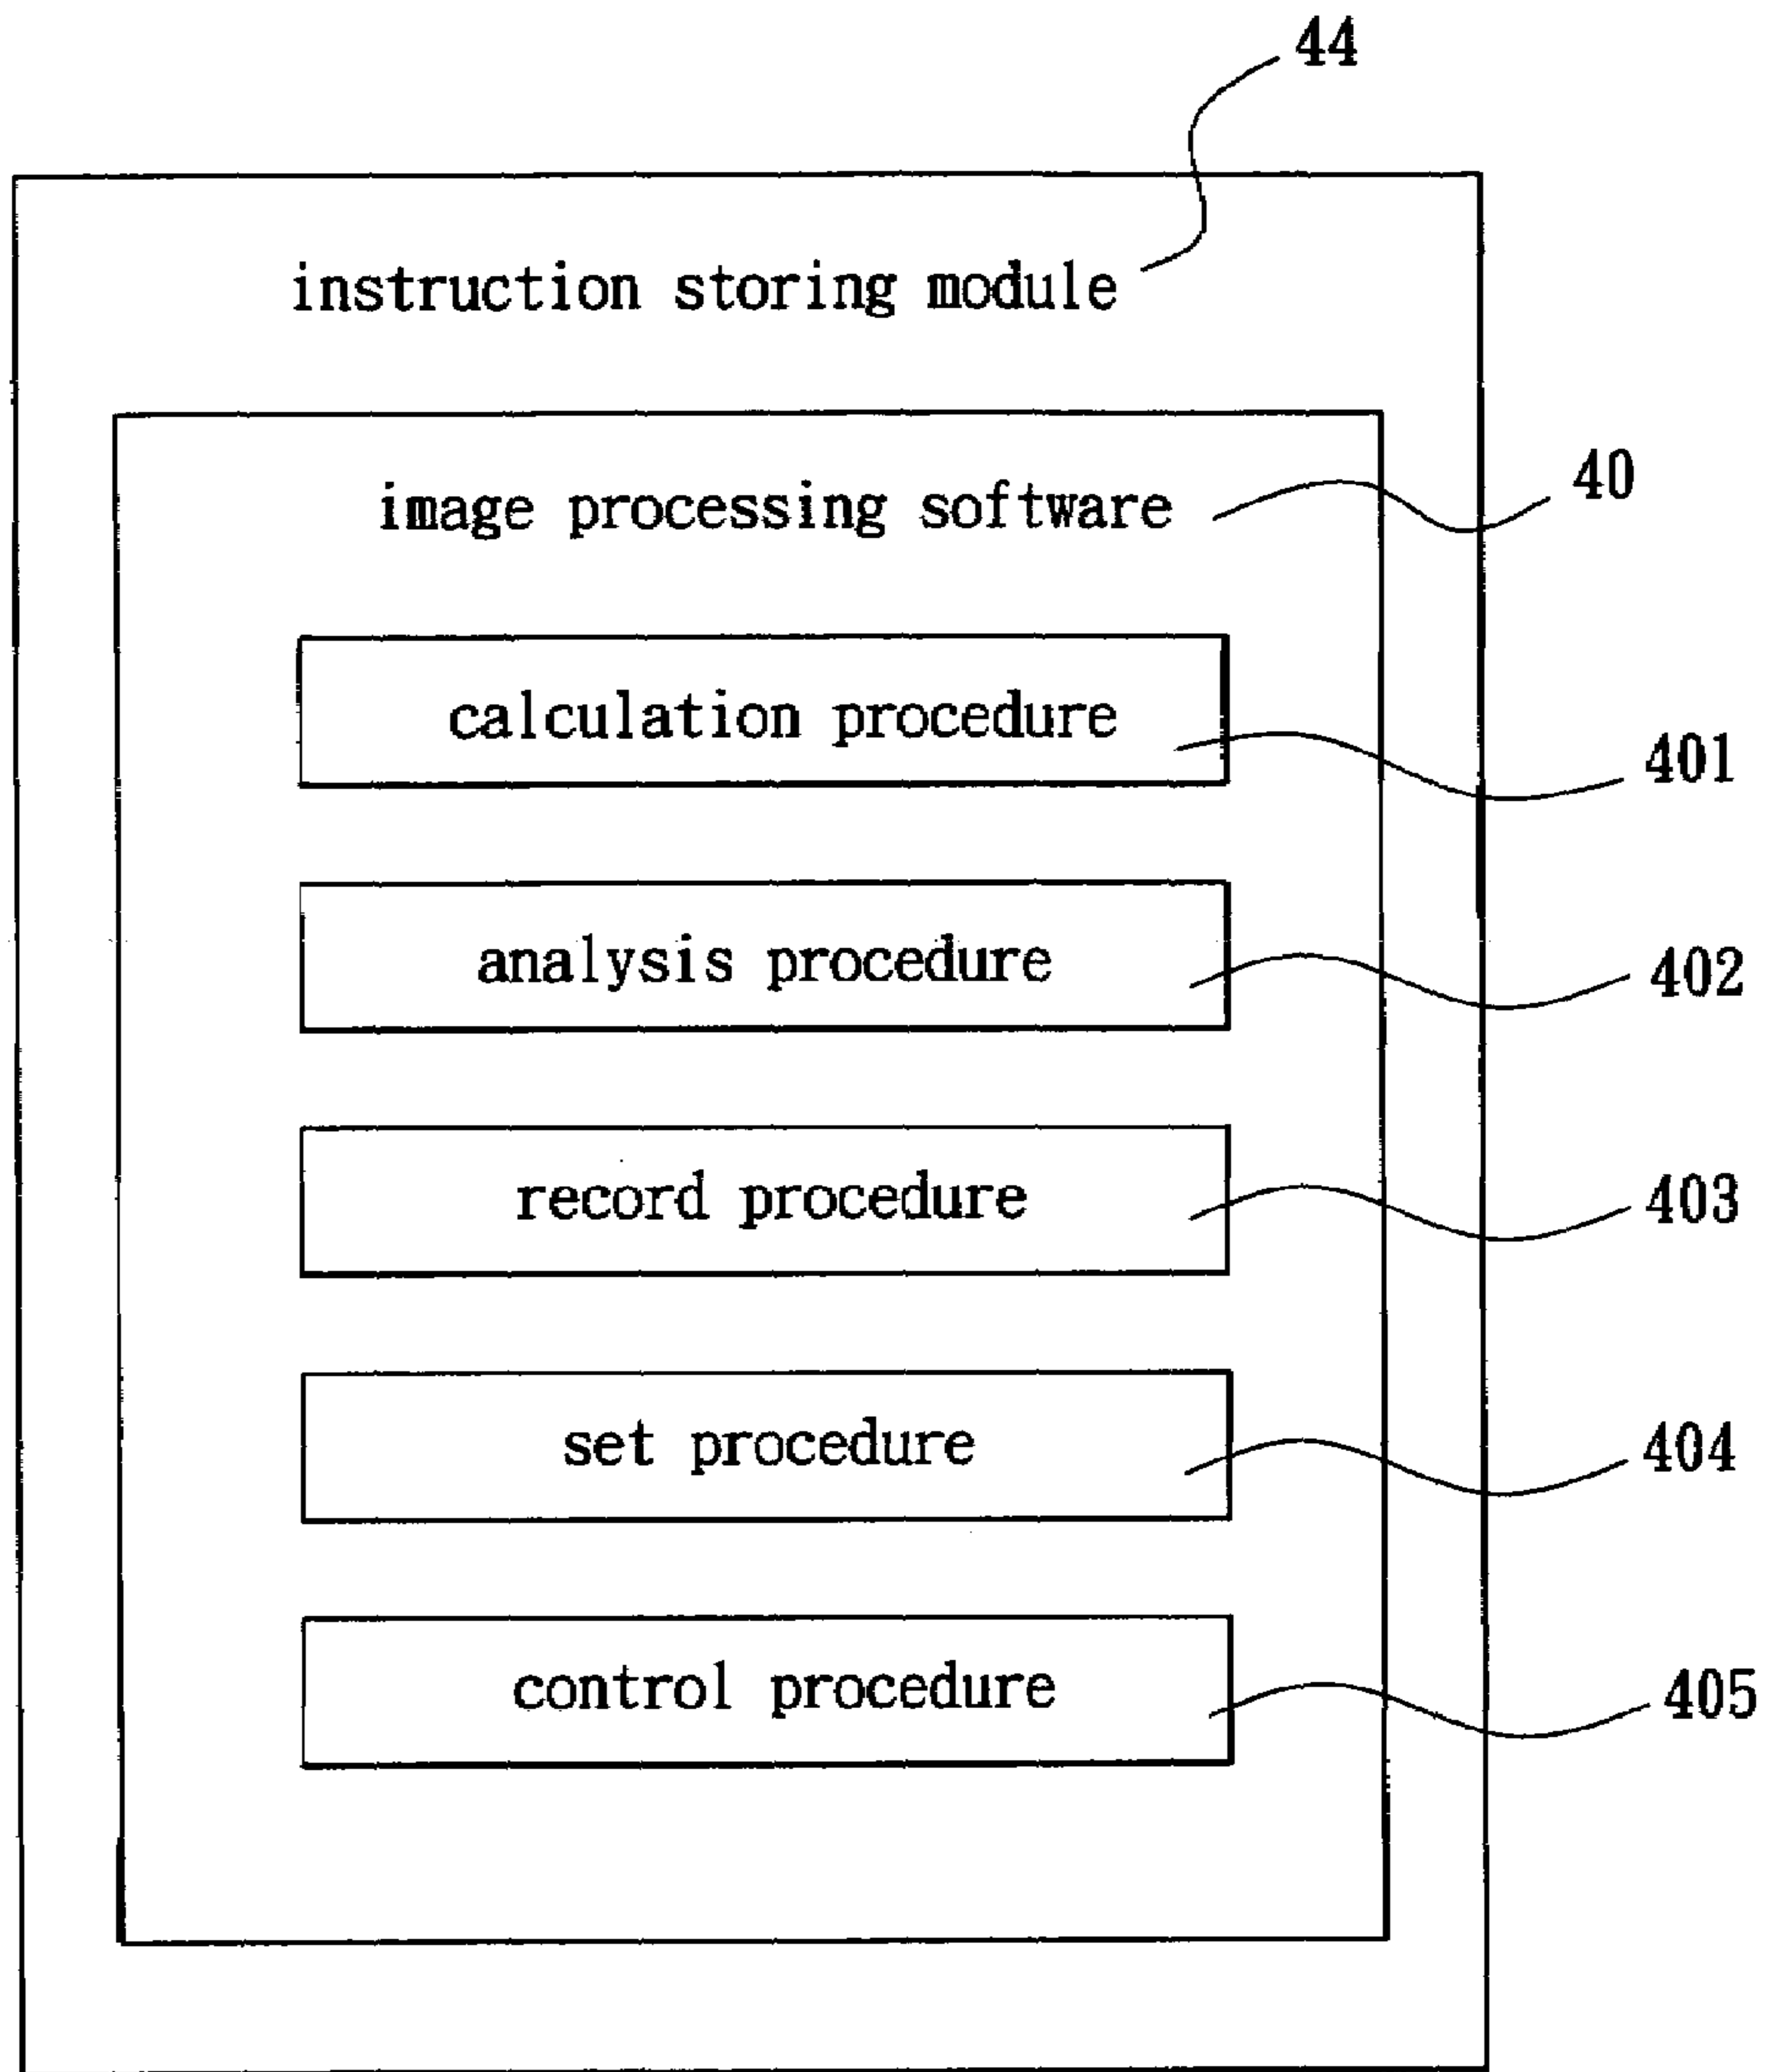 44
instruction storing module
image processing software
40
calculation procedure
401
analysis procedure
402
record procedure
403
set procedure
404
control procedure
405